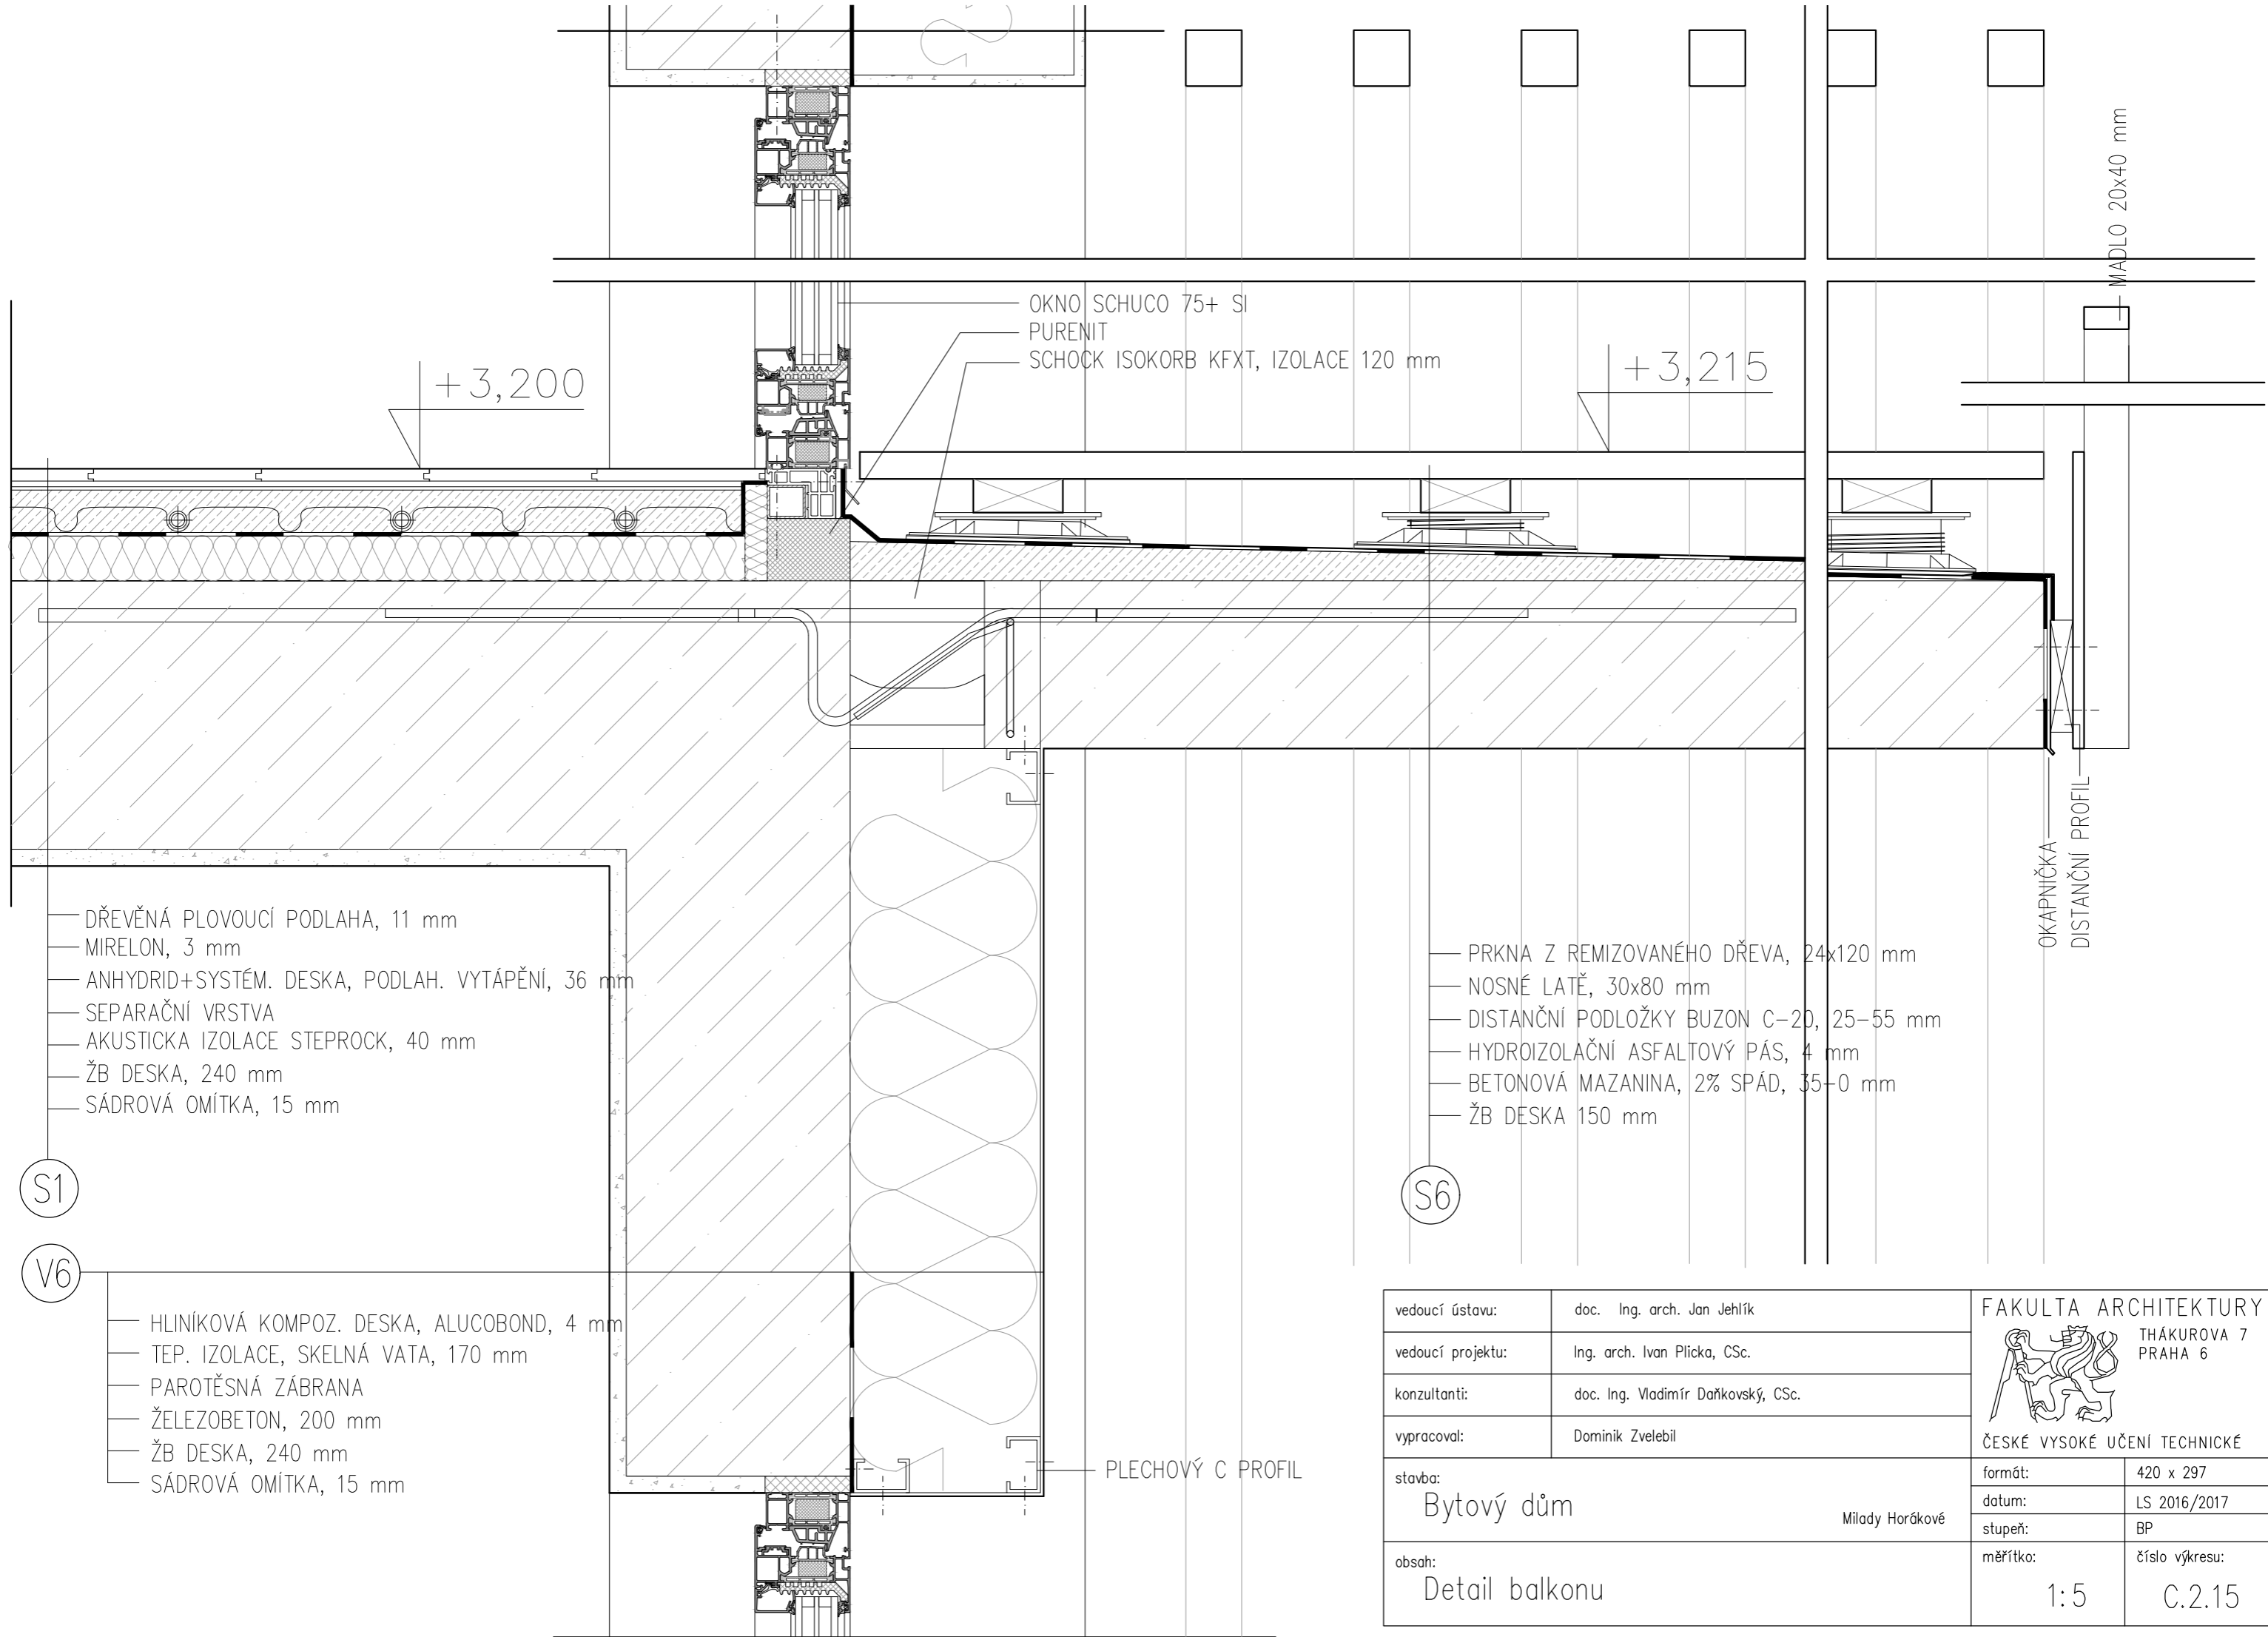 MADLO 20x40 mm
OKNO SCHUCO 75+ SI
PURENIT
SCHOCK ISOKORB KFXT, IZOLACE 120 mm
+3,200
+3,215
OKAPNIČKA
DISTANČNÍ PROFIL
DŘEVĚNÁ PLOVOUCÍ PODLAHA, 11 mm
MIRELON, 3 mm
ANHYDRID+SYSTÉM. DESKA, PODLAH. VYTÁPĚNÍ, 36 mm
SEPARAČNÍ VRSTVA
AKUSTICKA IZOLACE STEPROCK, 40 mm
ŽB DESKA, 240 mm
SÁDROVÁ OMÍTKA, 15 mm
S1
PRKNA Z REMIZOVANÉHO DŘEVA, 24x120 mm
NOSNÉ LATĚ, 30x80 mm
DISTANČNÍ PODLOŽKY BUZON C-20, 25-55 mm
HYDROIZOLAČNÍ ASFALTOVÝ PÁS, 4 mm
BETONOVÁ MAZANINA, 2% SPÁD, 35-0 mm
ŽB DESKA 150 mm
S6
V6
HLINÍKOVÁ KOMPOZ. DESKA, ALUCOBOND, 4 mm
TEP. IZOLACE, SKELNÁ VATA, 170 mm
PAROTĚSNÁ ZÁBRANA
ŽELEZOBETON, 200 mm
ŽB DESKA, 240 mm
SÁDROVÁ OMÍTKA, 15 mm
PLECHOVÝ C PROFIL
vedoucí ústavu: doc. Ing. arch. Jan Jehlík
vedoucí projektu: Ing. arch. Ivan Plicka, CSc.
konzultanti: doc. Ing. Vladimír Daňkovský, CSc.
vypracoval: Dominik Zvelebil
stavba:
Bytový dům
Milady Horákové
obsah:
Detail balkonu
FAKULTA ARCHITEKTURY
THÁKUROVA 7
PRAHA 6
ČESKÉ VYSOKÉ UČENÍ TECHNICKÉ
formát: 420 x 297
datum: LS 2016/2017
stupeň: BP
měřítko: číslo výkresu:
1:5 C.2.15